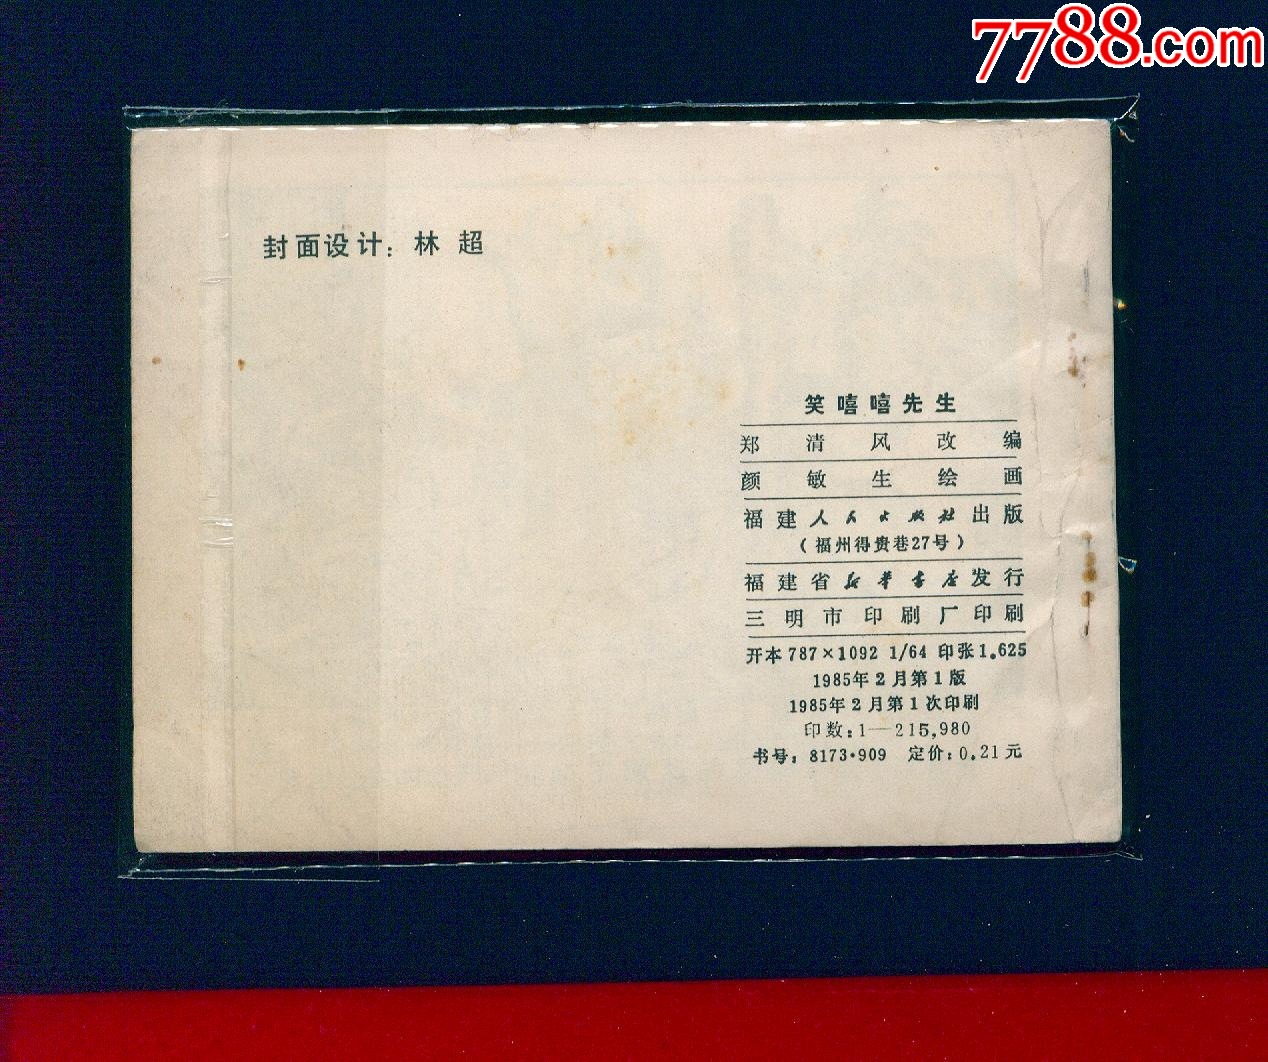 7788.com
封面设计：林 超
笑嘻嘻先生
郑清风改编
颜敏生绘画
福建人民出版社出版
（福州得贵巷27号）
福建省新华书店发行
三明市印刷厂印刷
开本787×1092 1/64 印张1.625
1985年2月第1版
1985年2月第1次印刷
印数：1—215,980
书号：8173·909 定价：0.21元